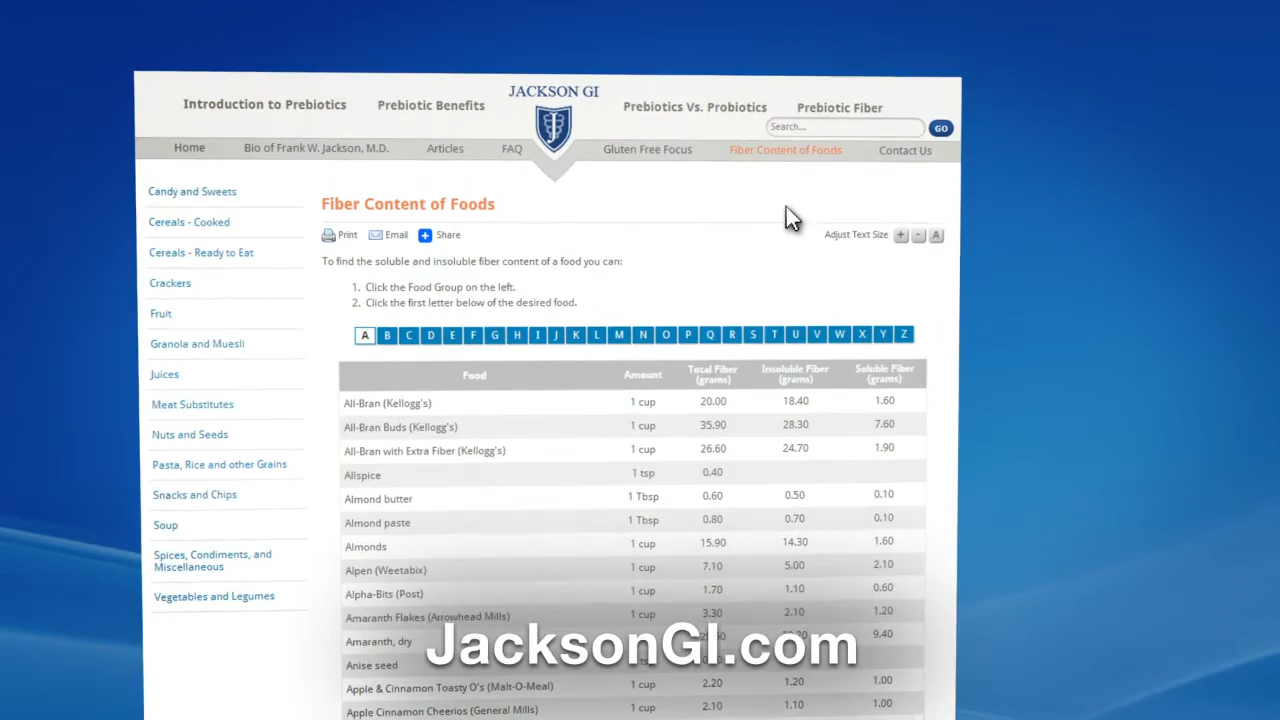 JACKSON GI
Introduction to Prebiotics Prebiotic Benefits Prebiotics Vs. Probiotics Prebiotic Fiber
Search... GO
Home Bio of Frank W. Jackson, M.D. Articles FAQ Gluten Free Focus Fiber Content of Foods Contact Us
Candy and Sweets
Cereals - Cooked
Cereals - Ready to Eat
Crackers
Fruit
Granola and Muesli
Juices
Meat Substitutes
Nuts and Seeds
Pasta, Rice and other Grains
Snacks and Chips
Soup
Spices, Condiments, and
Miscellaneous
Vegetables and Legumes
Fiber Content of Foods
Print Email Share Adjust Text Size + - A
To find the soluble and insoluble fiber content of a food you can:
1. Click the Food Group on the left.
2. Click the first letter below of the desired food.
A B C D E F G H I J K L M N O P Q R S T U V W X Y Z
Food Amount Total Fiber (grams) Insoluble Fiber (grams) Soluble Fiber (grams)
All-Bran (Kellogg's) 1 cup 20.00 18.40 1.60
All-Bran Buds (Kellogg's) 1 cup 35.90 28.30 7.60
All-Bran with Extra Fiber (Kellogg's) 1 cup 26.60 24.70 1.90
Allspice 1 tsp 0.40
Almond butter 1 Tbsp 0.60 0.50 0.10
Almond paste 1 Tbsp 0.80 0.70 0.10
Almonds 1 cup 15.90 14.30 1.60
Alpen (Weetabix) 1 cup 7.10 5.00 2.10
Alpha-Bits (Post) 1 cup 1.70 1.10 0.60
Amaranth Flakes (Arrowhead Mills) 1 cup 3.30 2.10 1.20
Amaranth, dry 9.40
Anise seed
Apple & Cinnamon Toasty O's (Malt-O-Meal) 1 cup 2.20 1.20 1.00
Apple Cinnamon Cheerios (General Mills) 1 cup 2.10 1.10 1.00
JacksonGI.com